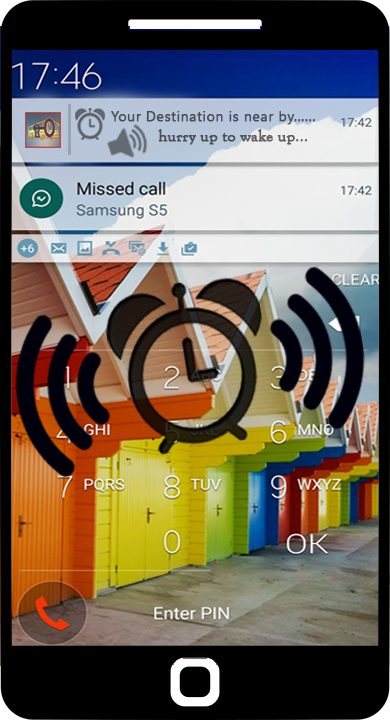 17:46
Your Destination is near by......
17:42
hurry up to wake up...
Missed call
17:42
Samsung S5
+6
CLEAR
1
2 ABC
3 DEF
4 GHI
5 JKL
6 MNO
7 PQRS
8 TUV
9 WXYZ
0
OK
Enter PIN